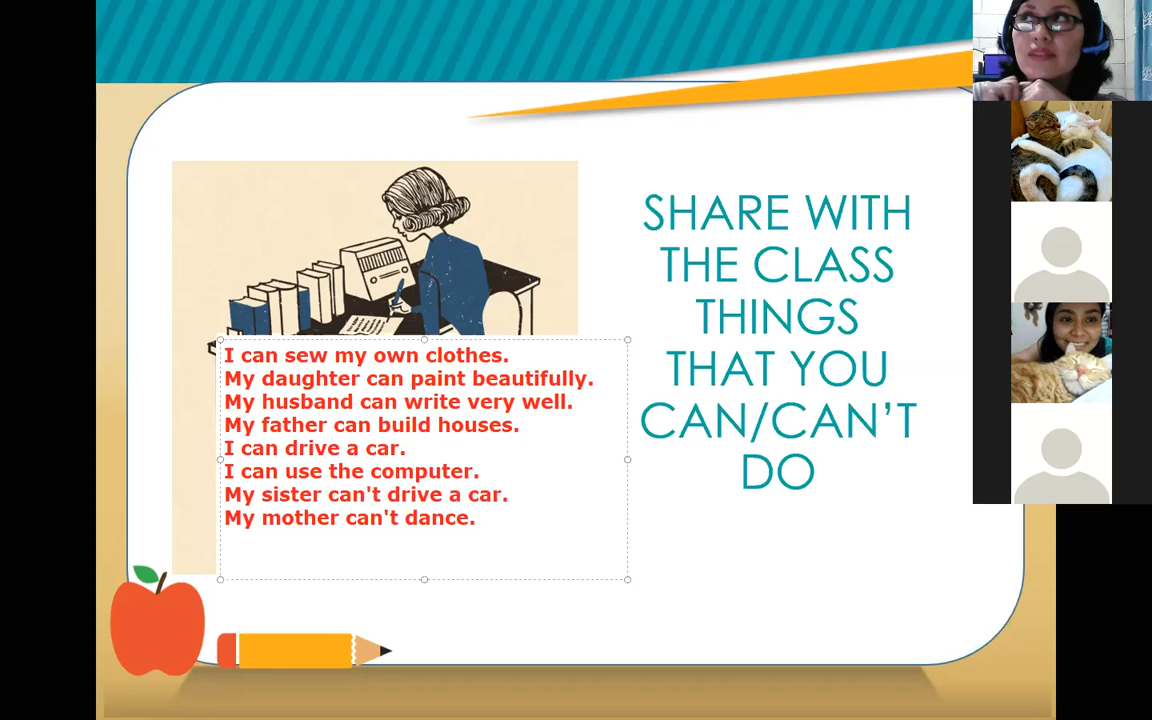 SHARE WITH
THE CLASS
THINGS
THAT YOU
CAN/CAN’T
DO
I can sew my own clothes.
My daughter can paint beautifully.
My husband can write very well.
My father can build houses.
I can drive a car.
I can use the computer.
My sister can't drive a car.
My mother can't dance.